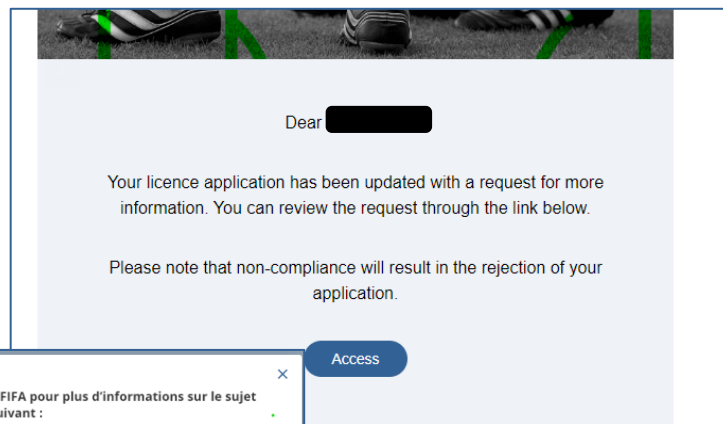 Dear
Your licence application has been updated with a request for more
information. You can review the request through the link below.
Please note that non-compliance will result in the rejection of your
application.
Access
FIFA pour plus d'informations sur le sujet
uivant :